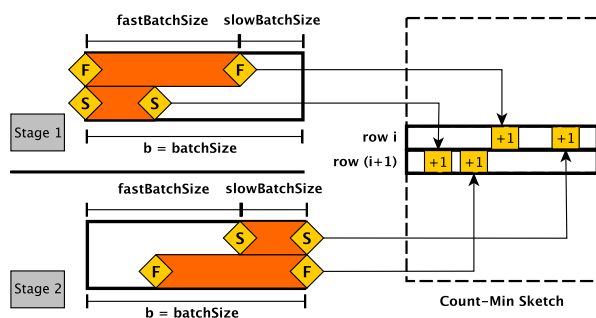 fastBatchSize slowBatchSize
F F
S S
Stage 1
b = batchSize
row i +1 +1
row (i+1) +1 +1
fastBatchSize slowBatchSize
S S
F F
Stage 2
b = batchSize
Count-Min Sketch